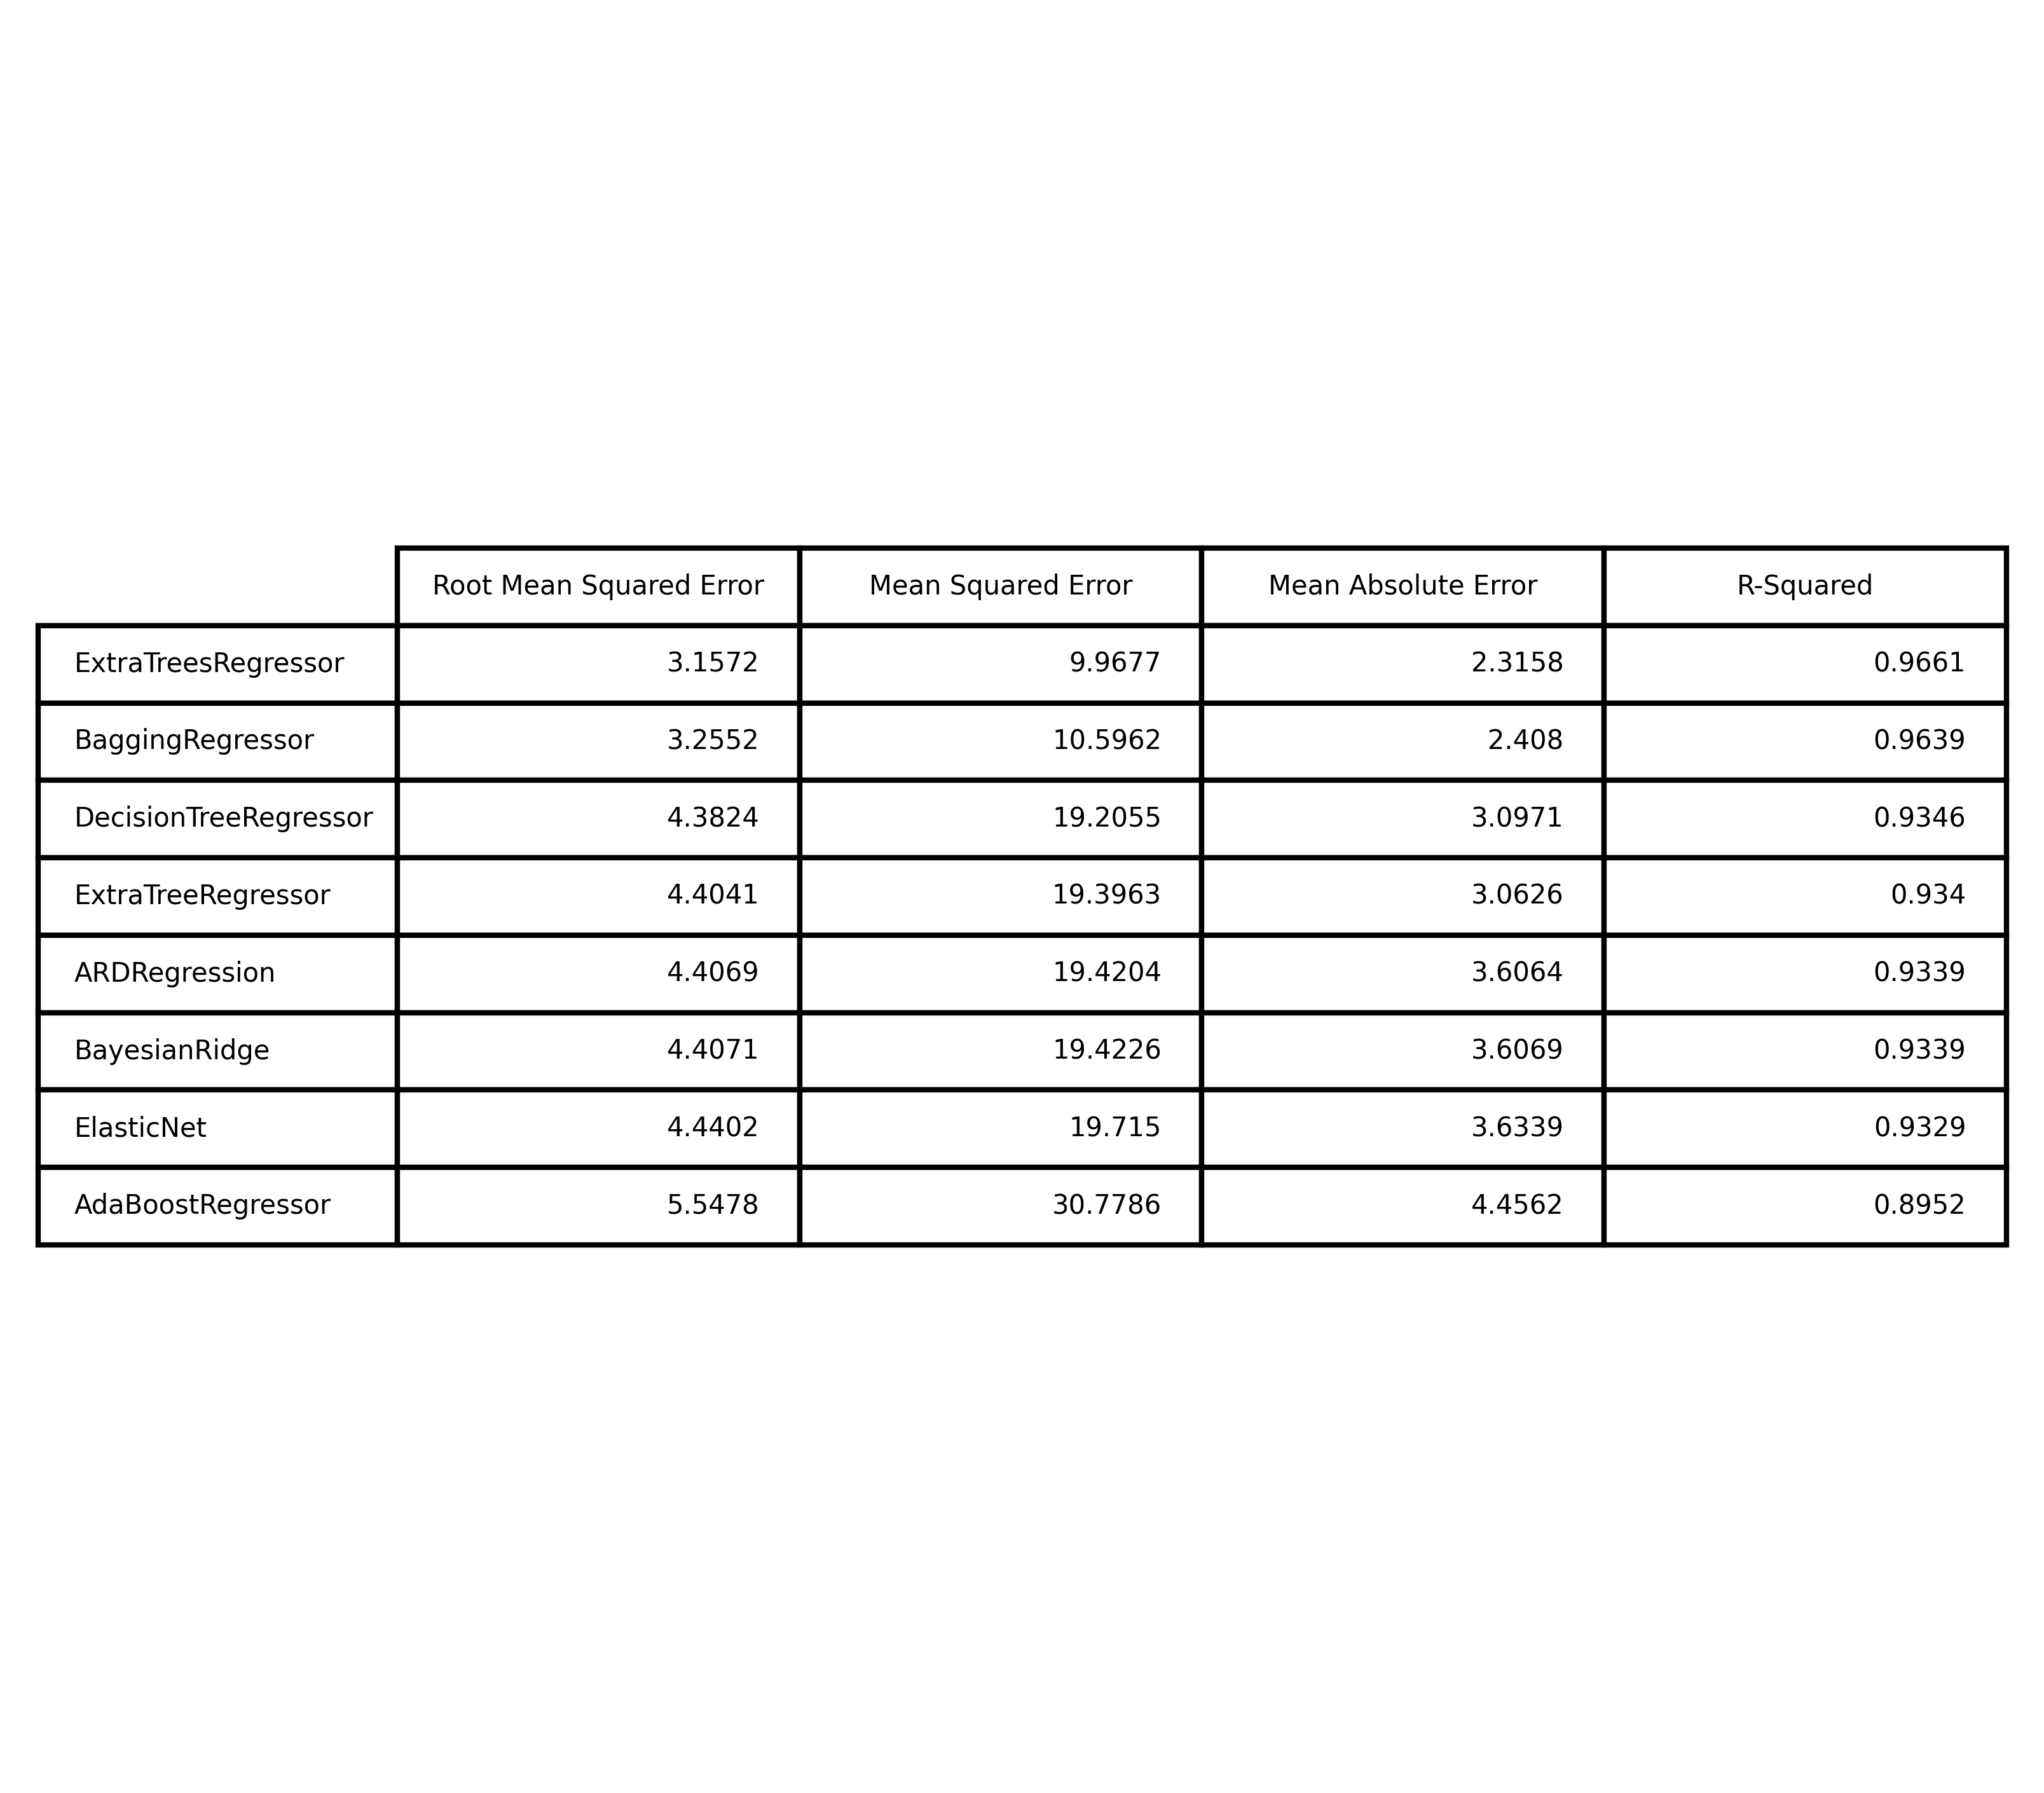 Root Mean Squared Error Mean Squared Error Mean Absolute Error R-Squared
ExtraTreesRegressor 3.1572 9.9677 2.3158 0.9661
BaggingRegressor 3.2552 10.5962 2.408 0.9639
DecisionTreeRegressor 4.3824 19.2055 3.0971 0.9346
ExtraTreeRegressor 4.4041 19.3963 3.0626 0.934
ARDRegression 4.4069 19.4204 3.6064 0.9339
BayesianRidge 4.4071 19.4226 3.6069 0.9339
ElasticNet 4.4402 19.715 3.6339 0.9329
AdaBoostRegressor 5.5478 30.7786 4.4562 0.8952